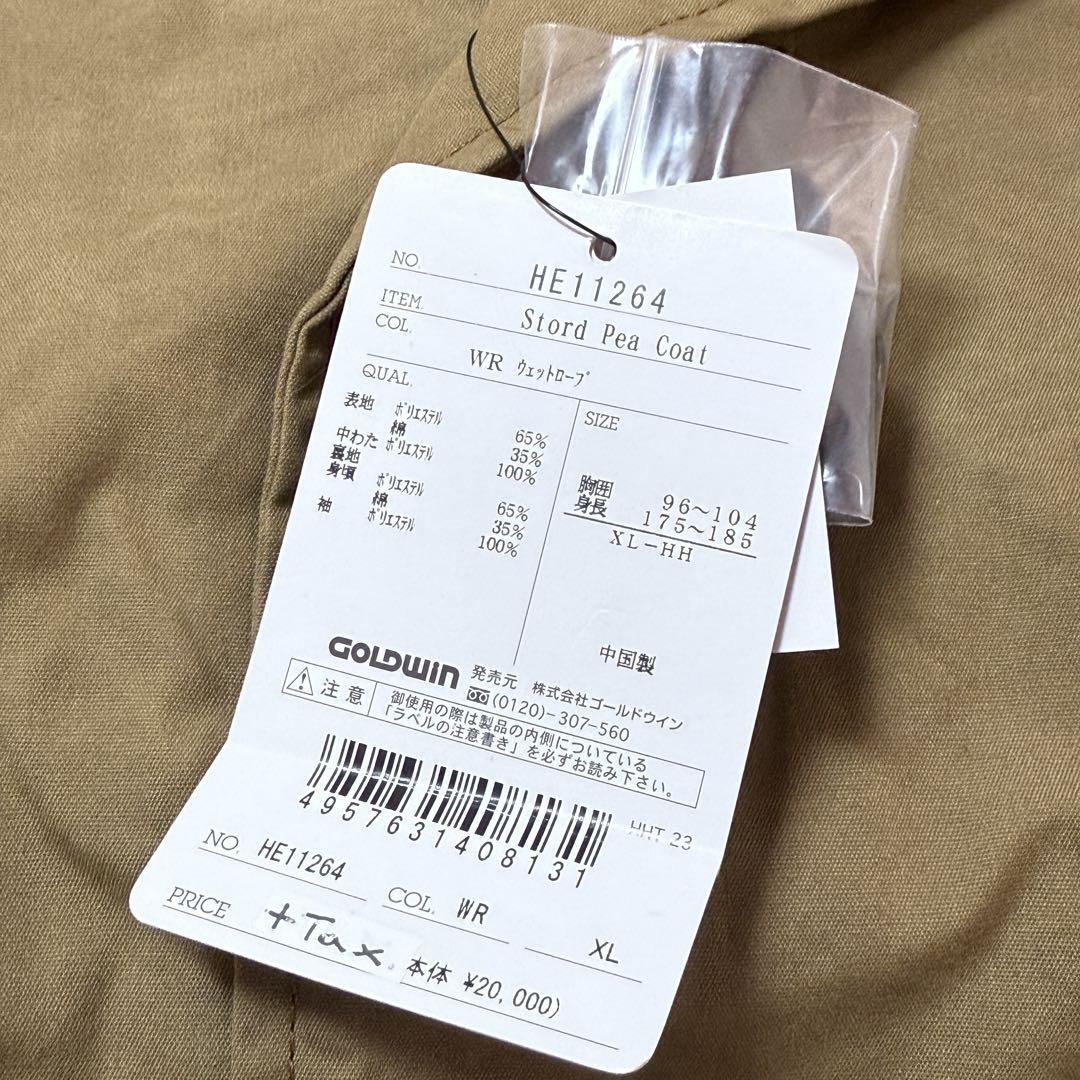 NO. HE11264
ITEM. Stord Pea Coat
COL. WR ウェットロープ
QUAL.
表地 ポリエステル 65%
綿 35%
中わた ポリエステル 100%
裏地
身頃 ポリエステル 65%
綿 35%
袖 ポリエステル 100%
SIZE
胸囲 96～104
身長 175～185
XL-HH
中国製
GOLDWIN 発売元 株式会社ゴールドウイン
(0120)-307-560
注意 御使用の際は製品の内側についている
「ラベルの注意書き」を必ずお読み下さい。
4957631408131
HHT 23
NO. HE11264 COL. WR XL
PRICE +Tax 本体 ¥20,000)